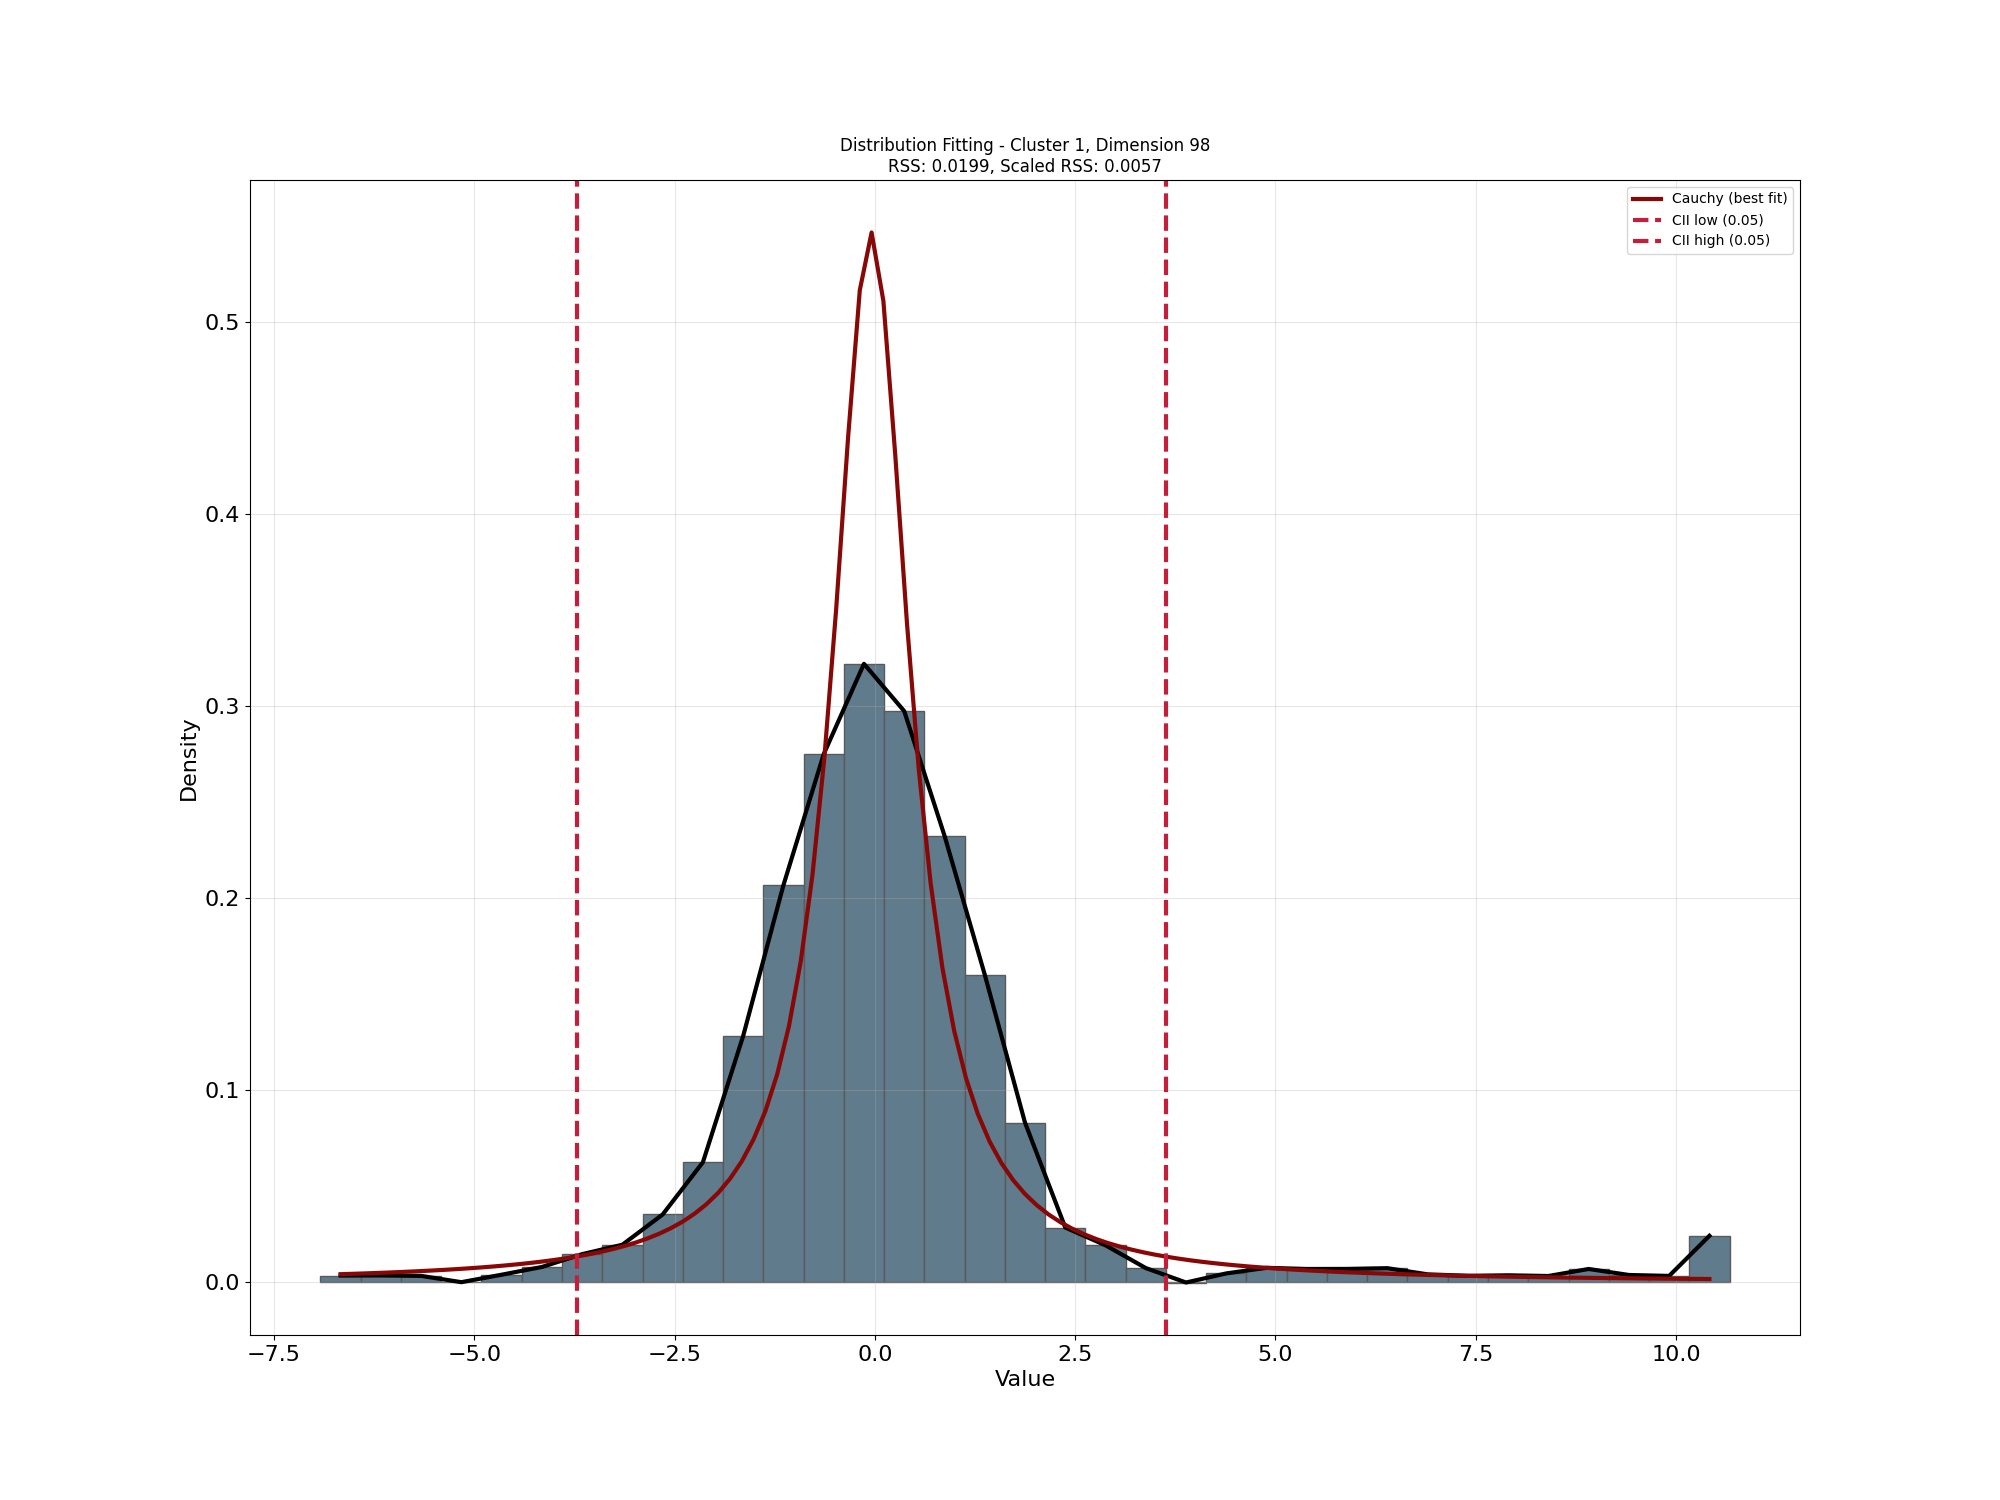 Distribution Fitting - Cluster 1, Dimension 98
RSS: 0.0199, Scaled RSS: 0.0057
Cauchy (best fit)
CII low (0.05)
CII high (0.05)
0.5
0.4
0.3
0.2
0.1
0.0
Density
−7.5 −5.0 −2.5 0.0 2.5 5.0 7.5 10.0
Value